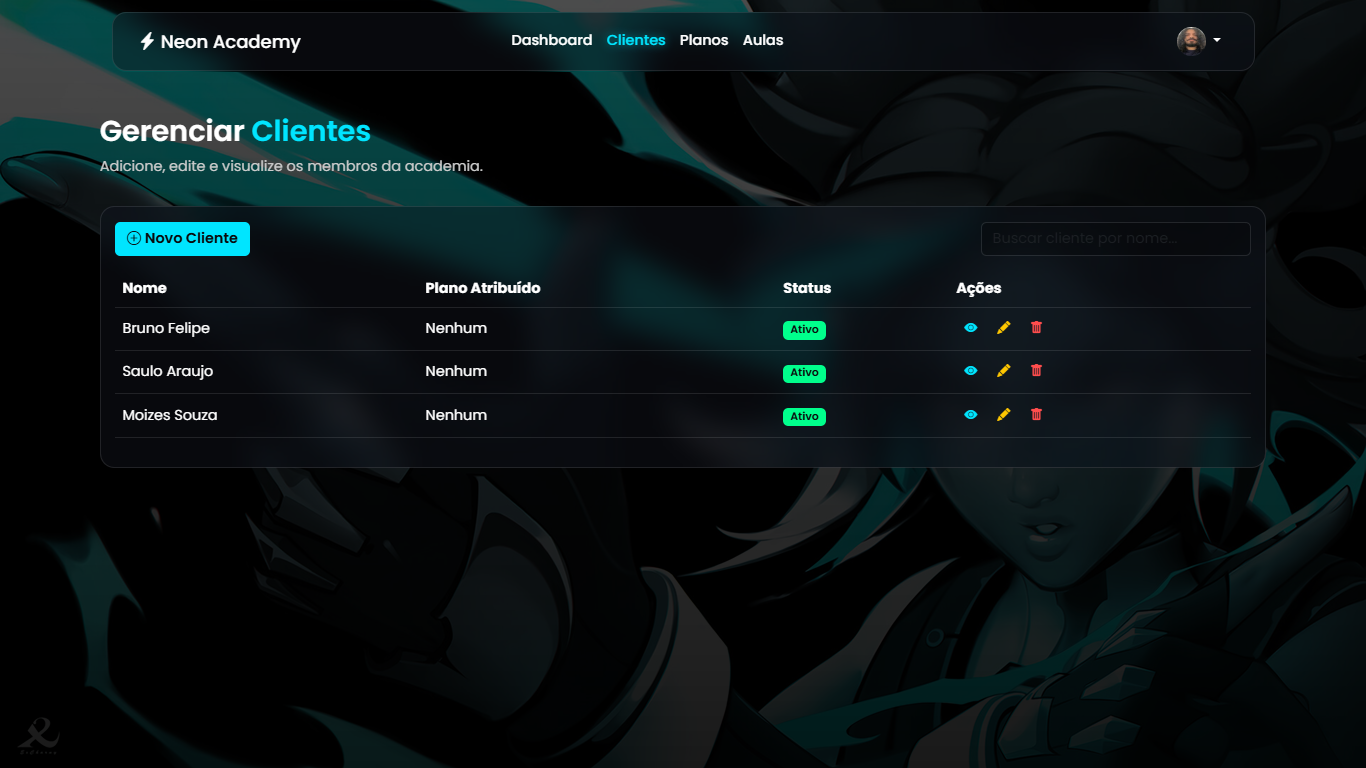 Neon Academy
Dashboard Clientes Planos Aulas
Gerenciar Clientes
Adicione, edite e visualize os membros da academia.
Novo Cliente
Buscar cliente por nome...
Nome Plano Atribuído Status Ações
Bruno Felipe Nenhum Ativo
Saulo Araujo Nenhum Ativo
Moizes Souza Nenhum Ativo